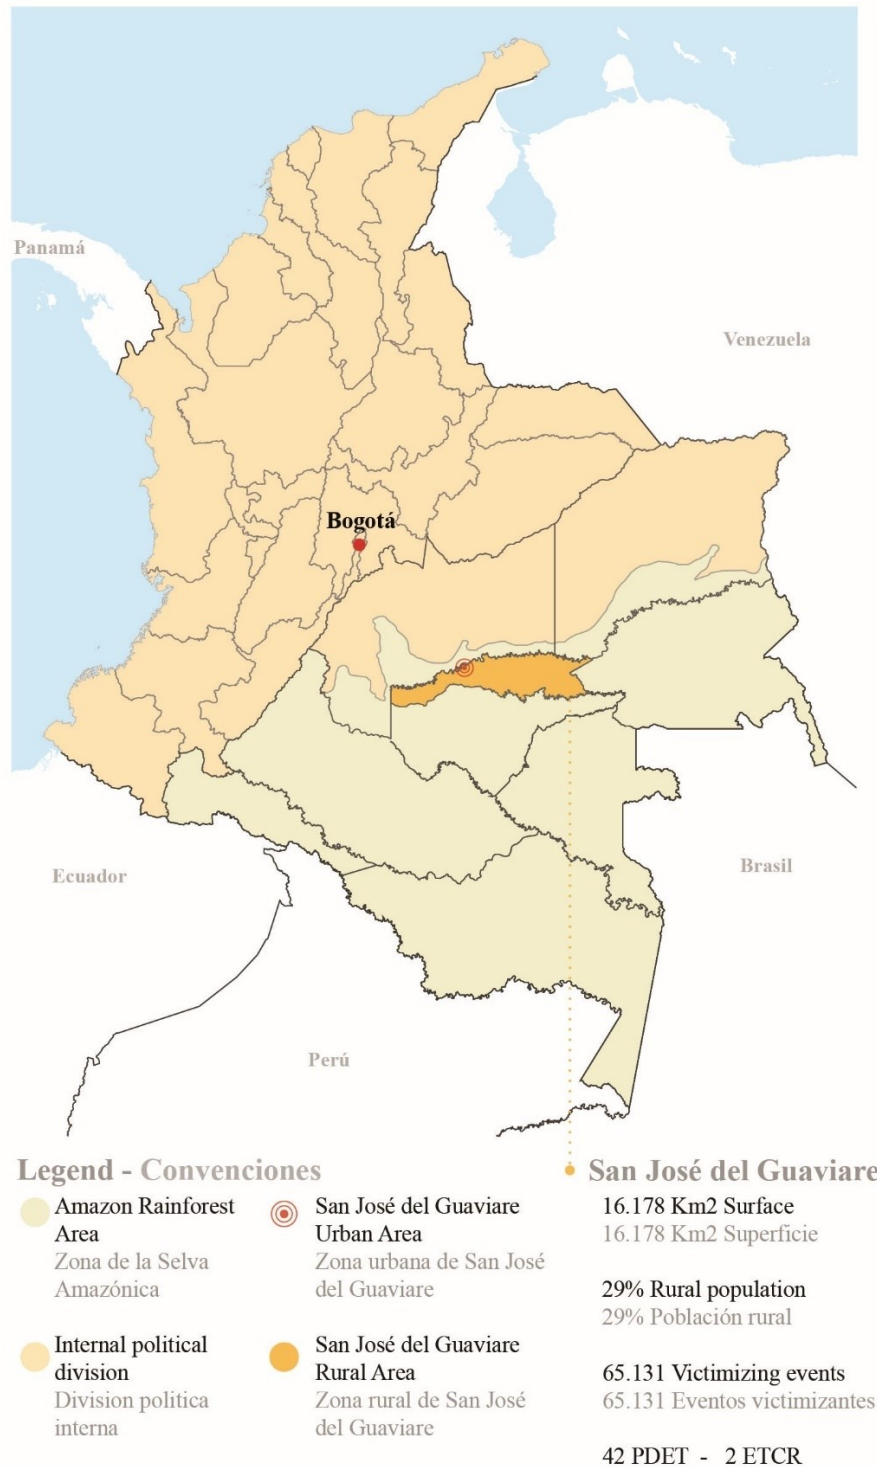 Panamá
Venezuela
Bogotá
Ecuador
Brasil
Perú
Legend - Convenciones
Amazon Rainforest
Area
Zona de la Selva
Amazónica
Internal political
division
Division politica
interna
San José del Guaviare
Urban Area
Zona urbana de San José
del Guaviare
San José del Guaviare
Rural Area
Zona rural de San José
del Guaviare
San José del Guaviare
16.178 Km2 Surface
16.178 Km2 Superficie
29% Rural population
29% Población rural
65.131 Victimizing events
65.131 Eventos victimizantes
42 PDET - 2 ETCR